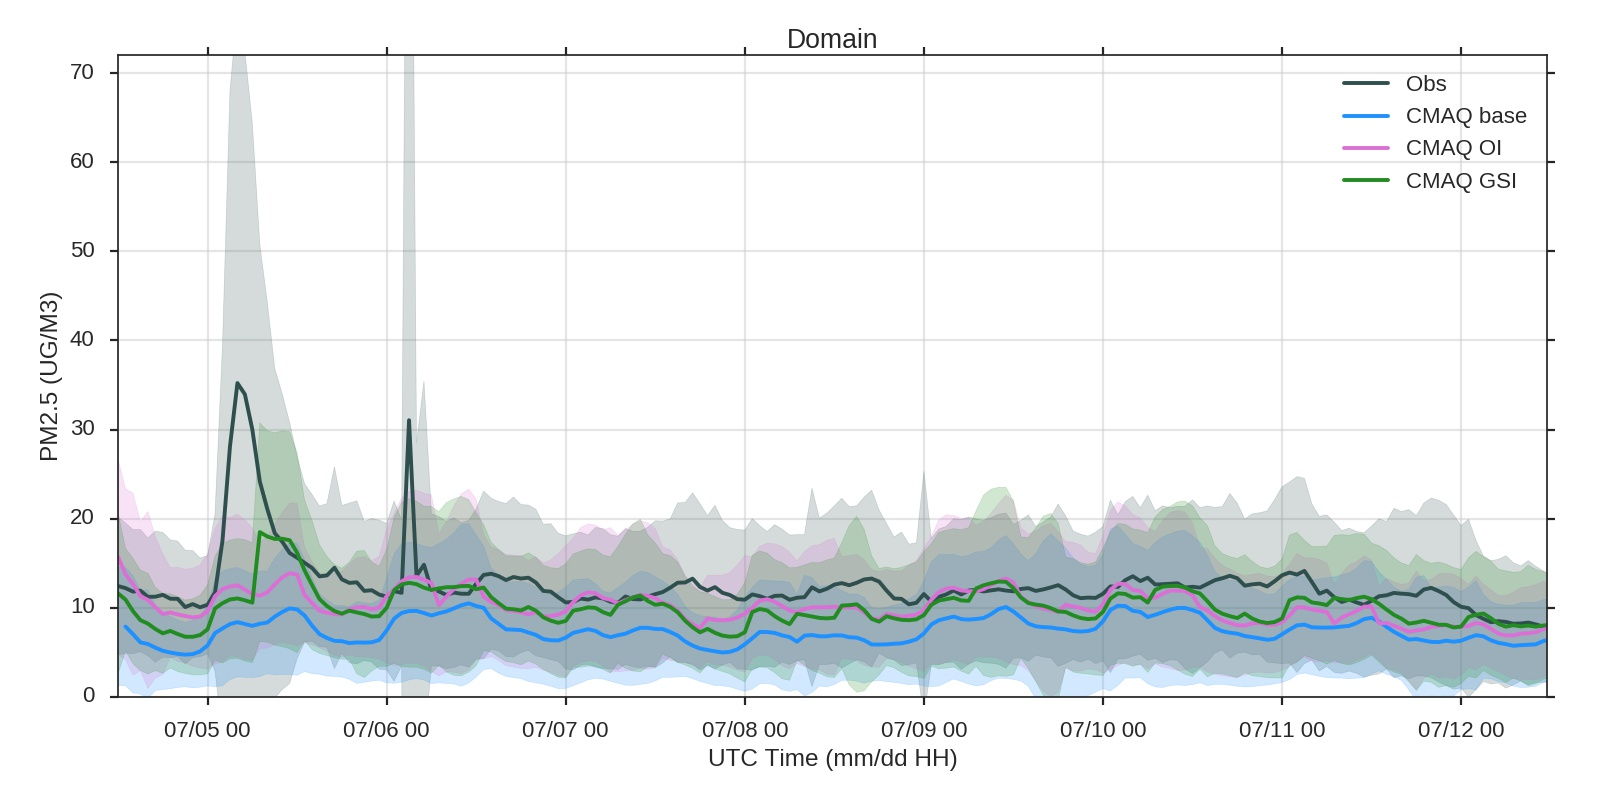 Domain
70
60
50
40
30
20
10
0
PM2.5 (UG/M3)
Obs
CMAQ base
CMAQ OI
CMAQ GSI
07/05 00
07/06 00
07/07 00
07/08 00
07/09 00
07/10 00
07/11 00
07/12 00
UTC Time (mm/dd HH)